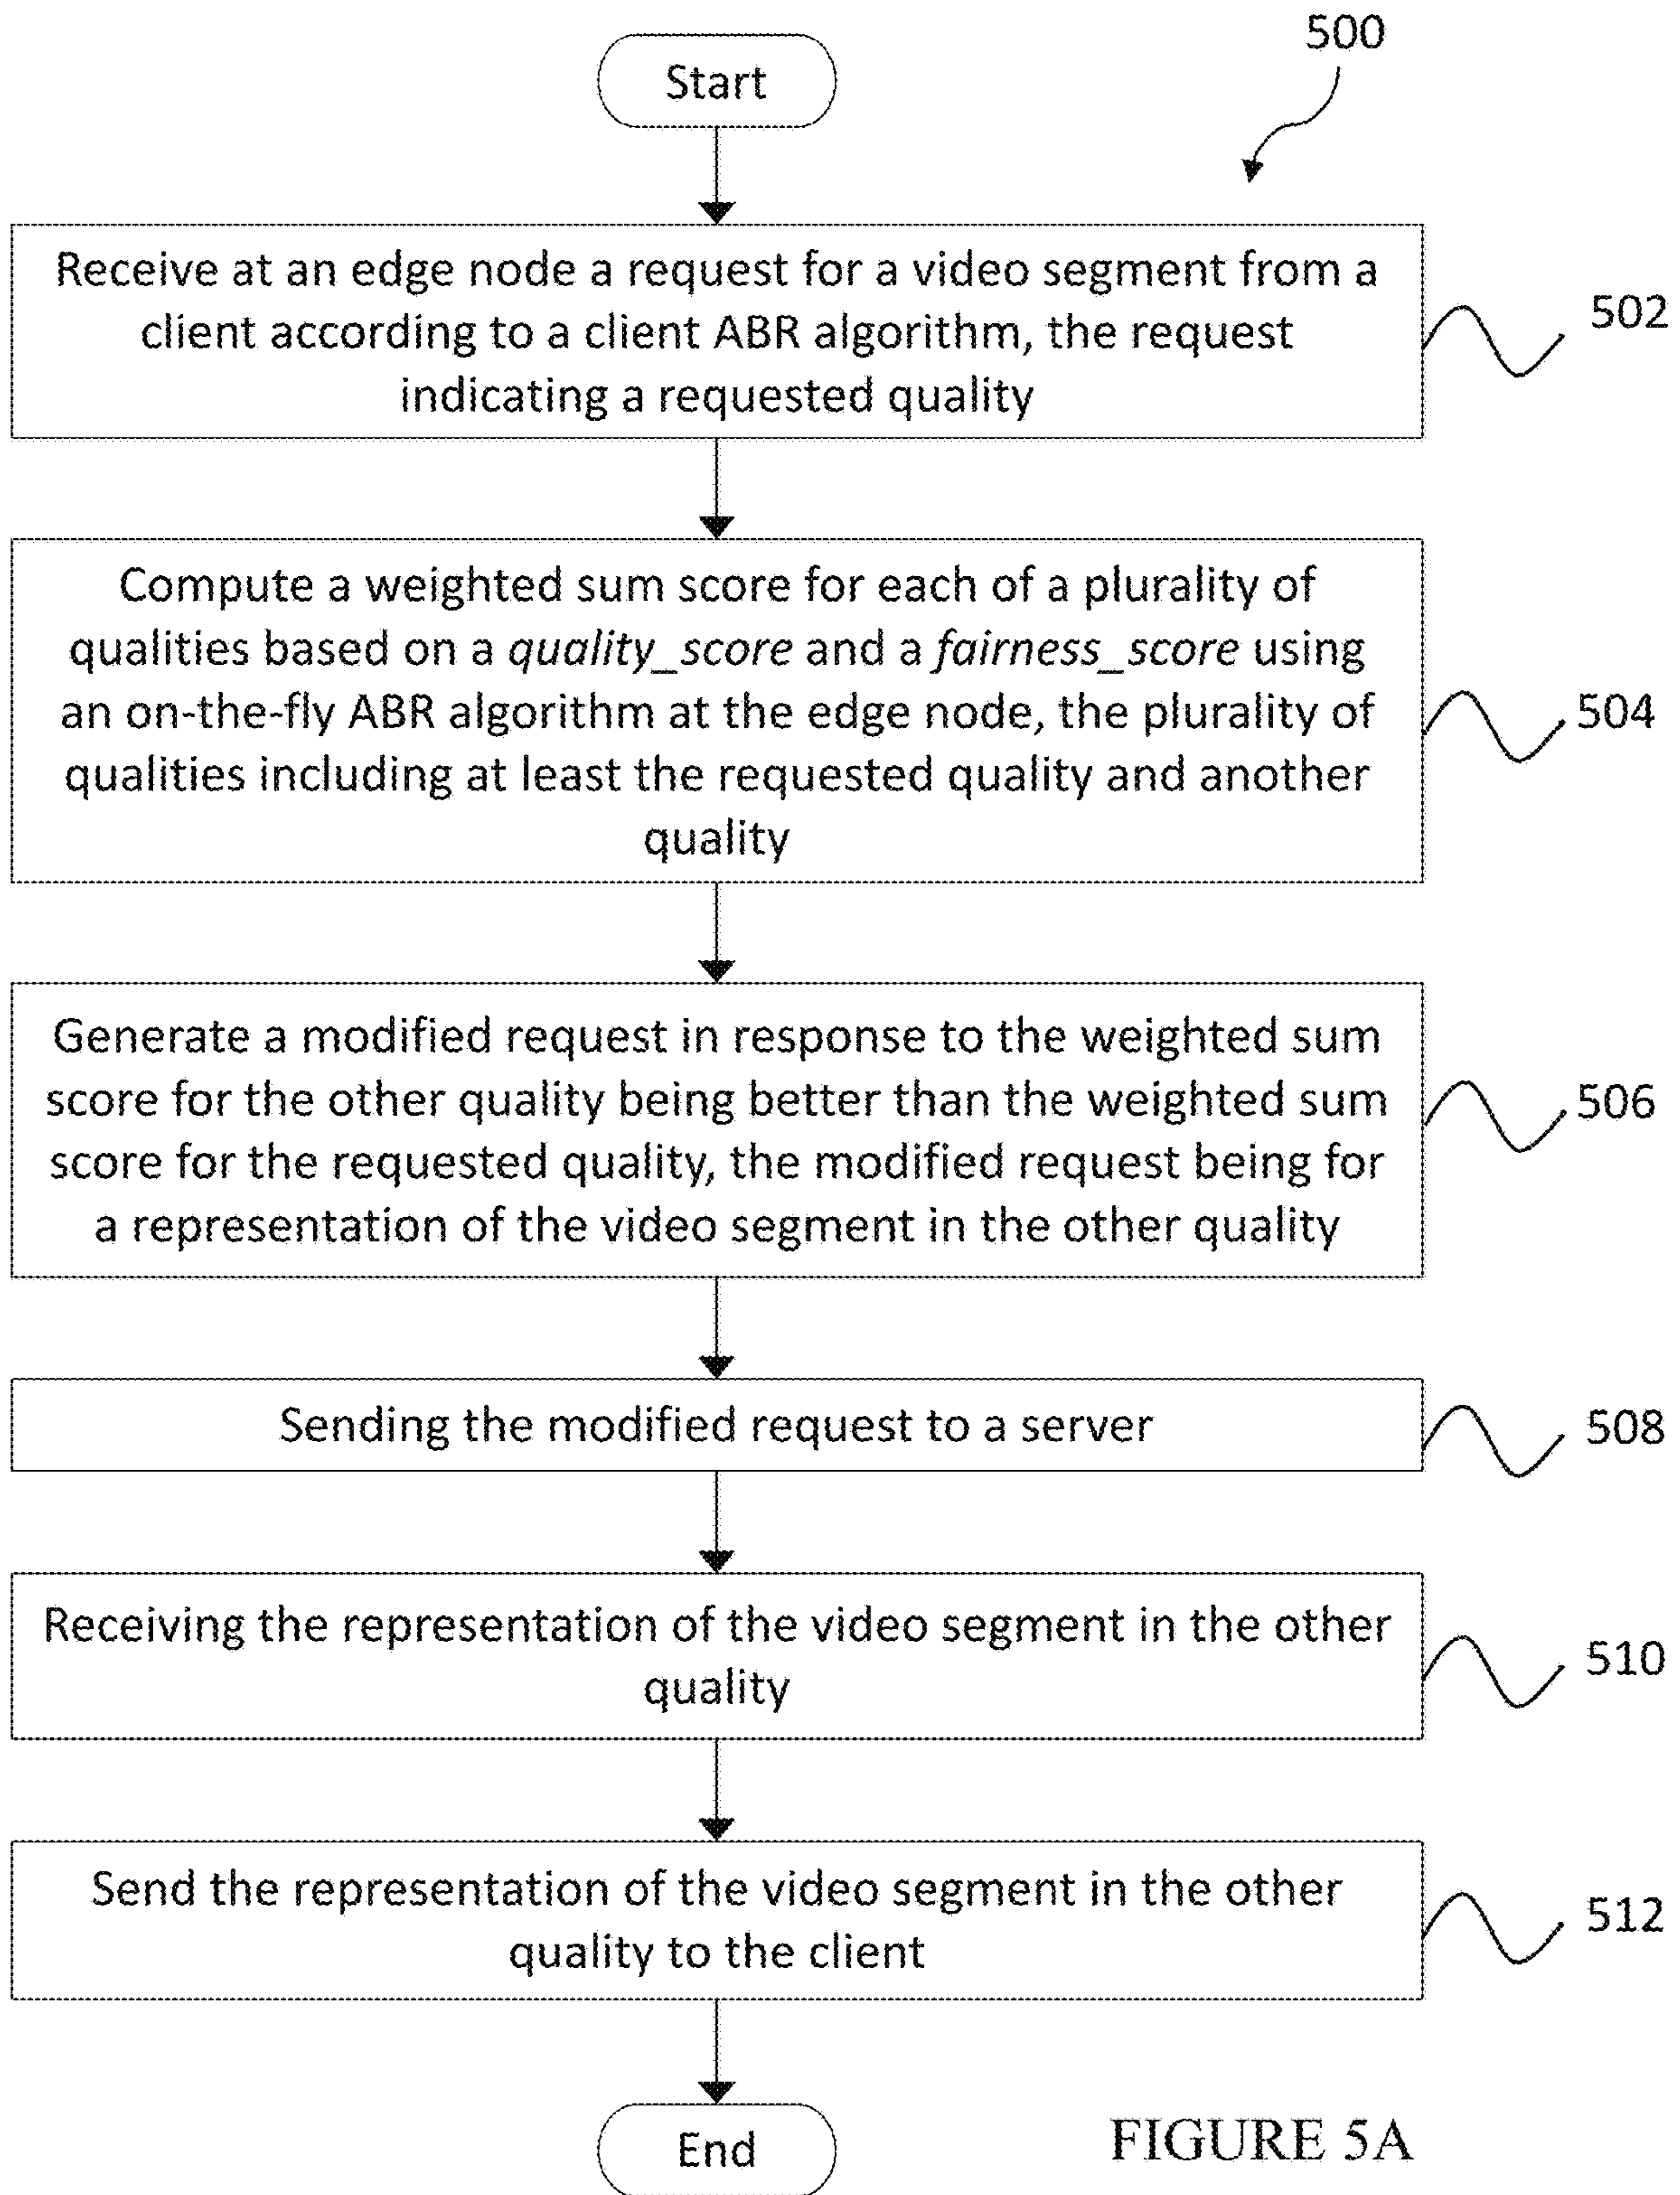 500
Start
Receive at an edge node a request for a video segment from a
client according to a client ABR algorithm, the request
indicating a requested quality
502
Compute a weighted sum score for each of a plurality of
qualities based on a quality_score and a fairness_score using
an on-the-fly ABR algorithm at the edge node, the plurality of
qualities including at least the requested quality and another
quality
504
Generate a modified request in response to the weighted sum
score for the other quality being better than the weighted sum
score for the requested quality, the modified request being for
a representation of the video segment in the other quality
506
Sending the modified request to a server
508
Receiving the representation of the video segment in the other
quality
510
Send the representation of the video segment in the other
quality to the client
512
End
FIGURE 5A